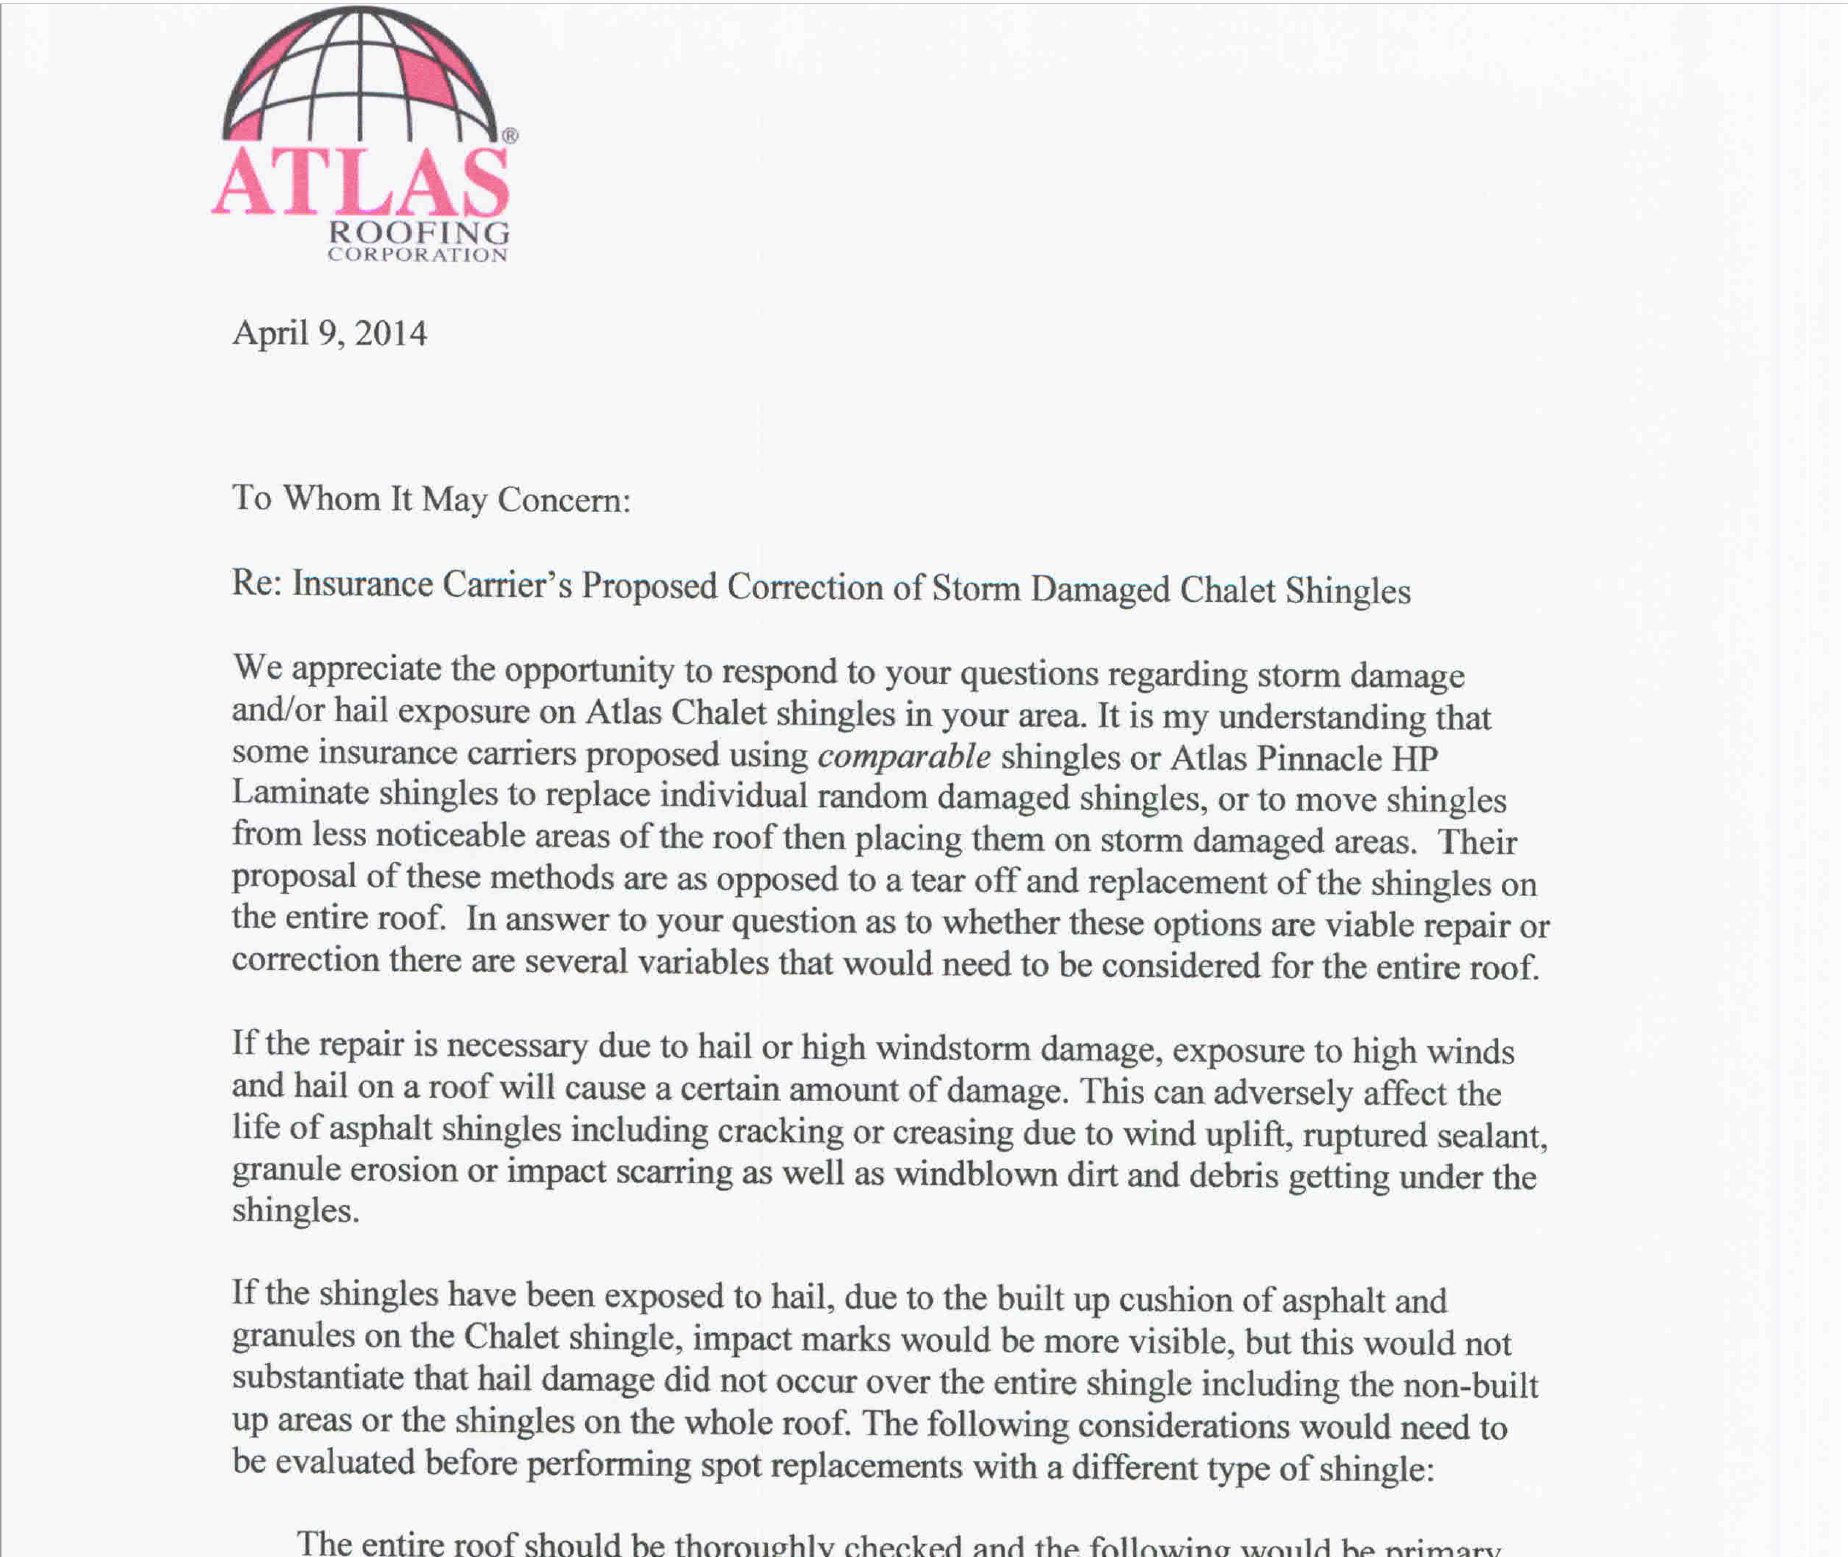 ®
ATLAS
ROOFING
CORPORATION
April 9, 2014
To Whom It May Concern:
Re: Insurance Carrier's Proposed Correction of Storm Damaged Chalet Shingles
We appreciate the opportunity to respond to your questions regarding storm damage
and/or hail exposure on Atlas Chalet shingles in your area. It is my understanding that
some insurance carriers proposed using comparable shingles or Atlas Pinnacle HP
Laminate shingles to replace individual random damaged shingles, or to move shingles
from less noticeable areas of the roof then placing them on storm damaged areas.  Their
proposal of these methods are as opposed to a tear off and replacement of the shingles on
the entire roof.  In answer to your question as to whether these options are viable repair or
correction there are several variables that would need to be considered for the entire roof.
If the repair is necessary due to hail or high windstorm damage, exposure to high winds
and hail on a roof will cause a certain amount of damage. This can adversely affect the
life of asphalt shingles including cracking or creasing due to wind uplift, ruptured sealant,
granule erosion or impact scarring as well as windblown dirt and debris getting under the
shingles.
If the shingles have been exposed to hail, due to the built up cushion of asphalt and
granules on the Chalet shingle, impact marks would be more visible, but this would not
substantiate that hail damage did not occur over the entire shingle including the non-built
up areas or the shingles on the whole roof. The following considerations would need to
be evaluated before performing spot replacements with a different type of shingle:
The entire roof should be thoroughly checked and the following would be primary